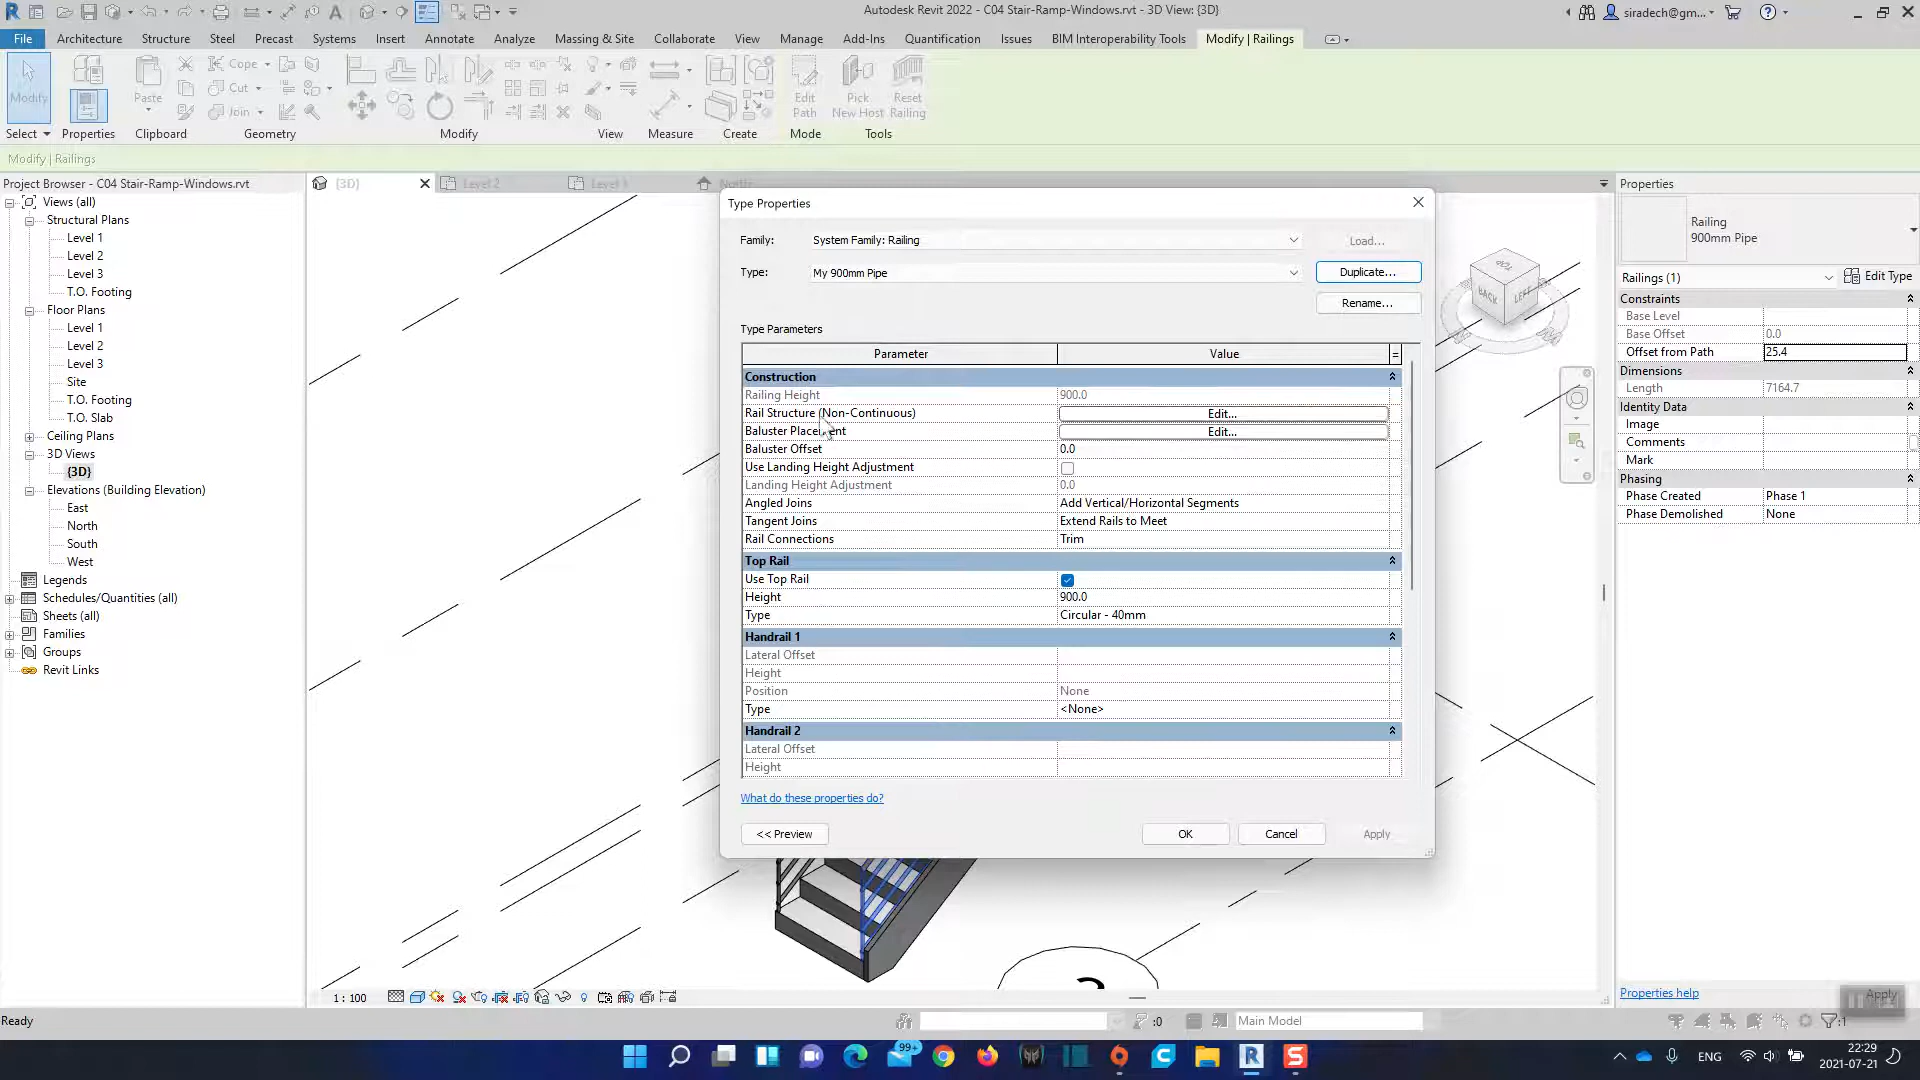 Autodesk Revit 2022 - C04 Stair-Ramp-Windows.rvt - 3D View: {3D}
siradech@gm...
File Architecture Structure Steel Precast Systems Insert Annotate Analyze Massing & Site Collaborate View Manage Add-Ins Quantification Issues BIM Interoperability Tools Modify | Railings
Modify
Paste
Cope
Cut
Join
Edit Path
Pick New Host
Reset Railing
Select Properties Clipboard Geometry Modify View Measure Create Mode Tools
Modify | Railings
Project Browser - C04 Stair-Ramp-Windows.rvt
Views (all)
Structural Plans
Level 1
Level 2
Level 3
T.O. Footing
Floor Plans
Level 1
Level 2
Level 3
Site
T.O. Footing
T.O. Slab
Ceiling Plans
3D Views
{3D}
Elevations (Building Elevation)
East
North
South
West
Legends
Schedules/Quantities (all)
Sheets (all)
Families
Groups
Revit Links
{3D}
Level 2
Level 1
North
Type Properties
Family: System Family: Railing Load...
Type: My 900mm Pipe Duplicate...
Rename...
Type Parameters
Parameter Value =
Construction
Railing Height 900.0
Rail Structure (Non-Continuous) Edit...
Baluster Placement Edit...
Baluster Offset 0.0
Use Landing Height Adjustment
Landing Height Adjustment 0.0
Angled Joins Add Vertical/Horizontal Segments
Tangent Joins Extend Rails to Meet
Rail Connections Trim
Top Rail
Use Top Rail
Height 900.0
Type Circular - 40mm
Handrail 1
Lateral Offset
Height
Position None
Type <None>
Handrail 2
Lateral Offset
Height
What do these properties do?
<< Preview OK Cancel Apply
BACK LEFT
Properties
Railing
900mm Pipe
Railings (1) Edit Type
Constraints
Base Level
Base Offset 0.0
Offset from Path 25.4
Dimensions
Length 7164.7
Identity Data
Image
Comments
Mark
Phasing
Phase Created Phase 1
Phase Demolished None
Properties help Apply
1 : 100
Ready
:0
Main Model
:1
99+
ENG
22:29
2021-07-21